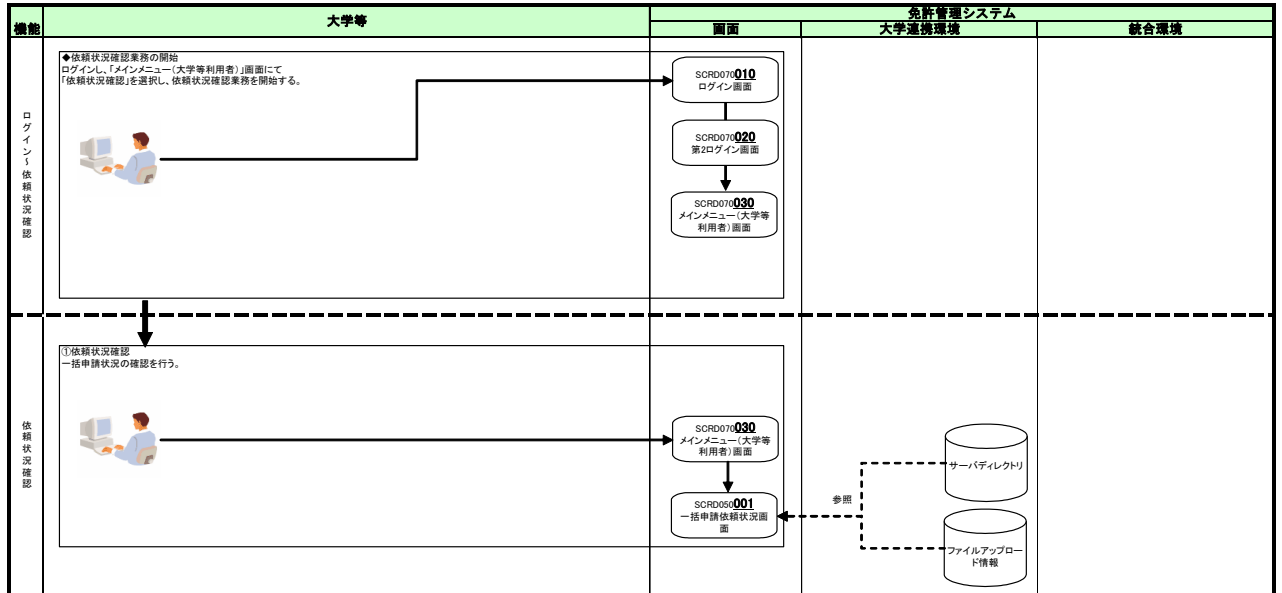 機能
大学等
免許管理システム
画面
大学連携環境
統合環境
ログイン～依頼状況確認
◆依頼状況確認業務の開始
ログインし、「メインメニュー（大学等利用者）」画面にて
「依頼状況確認」を選択し、依頼状況確認業務を開始する。
SCRD070010
ログイン画面
SCRD070020
第2ログイン画面
SCRD070030
メインメニュー（大学等
利用者）画面
依頼状況確認
①依頼状況確認
一括申請状況の確認を行う。
SCRD070030
メインメニュー（大学等
利用者）画面
SCRD050001
一括申請依頼状況画
面
参照
サーバディレクトリ
ファイルアップロー
ド情報